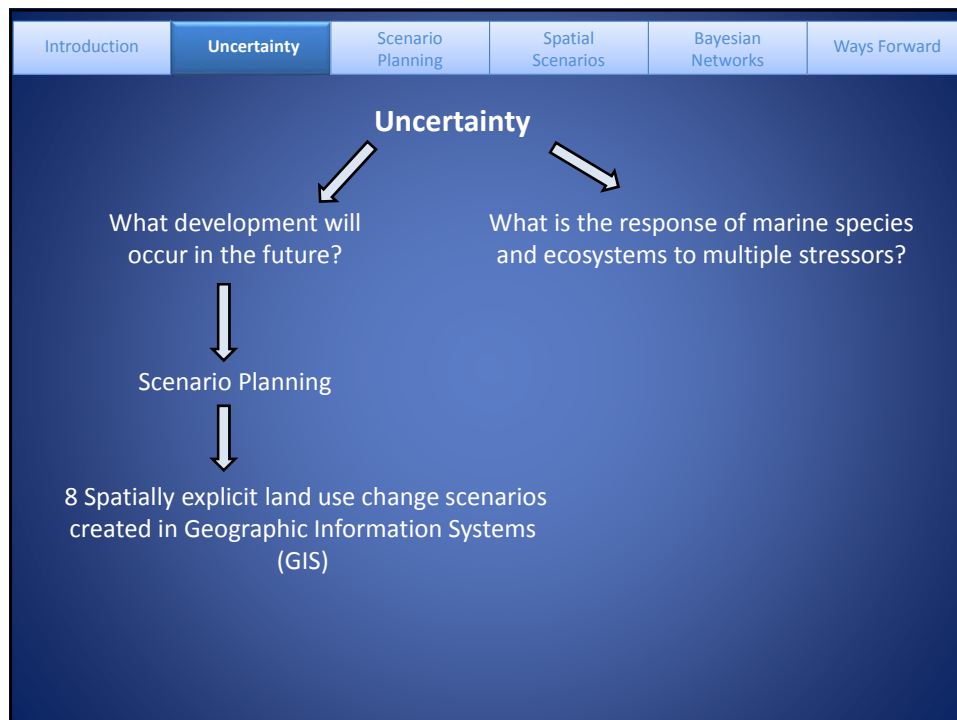 Introduction
Uncertainty
Scenario
Planning
Spatial
Scenarios
Bayesian
Networks
Ways Forward
Uncertainty
What development will
occur in the future?
What is the response of marine species
and ecosystems to multiple stressors?
Scenario Planning
8 Spatially explicit land use change scenarios
created in Geographic Information Systems
(GIS)